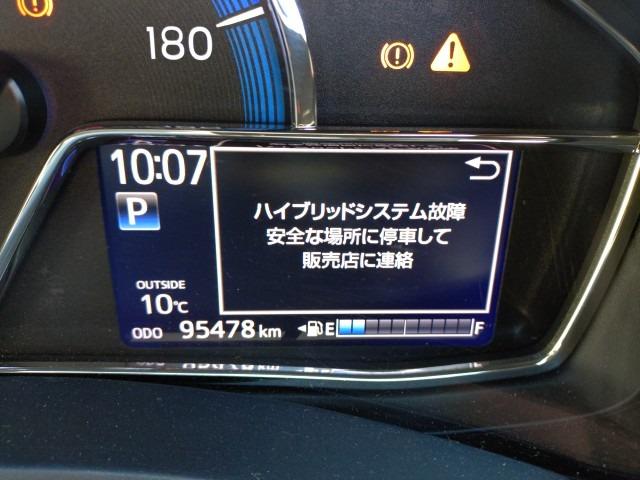 180
10:07
P
ハイブリッドシステム故障
安全な場所に停車して
販売店に連絡
OUTSIDE
10℃
ODO 95478 km
E F